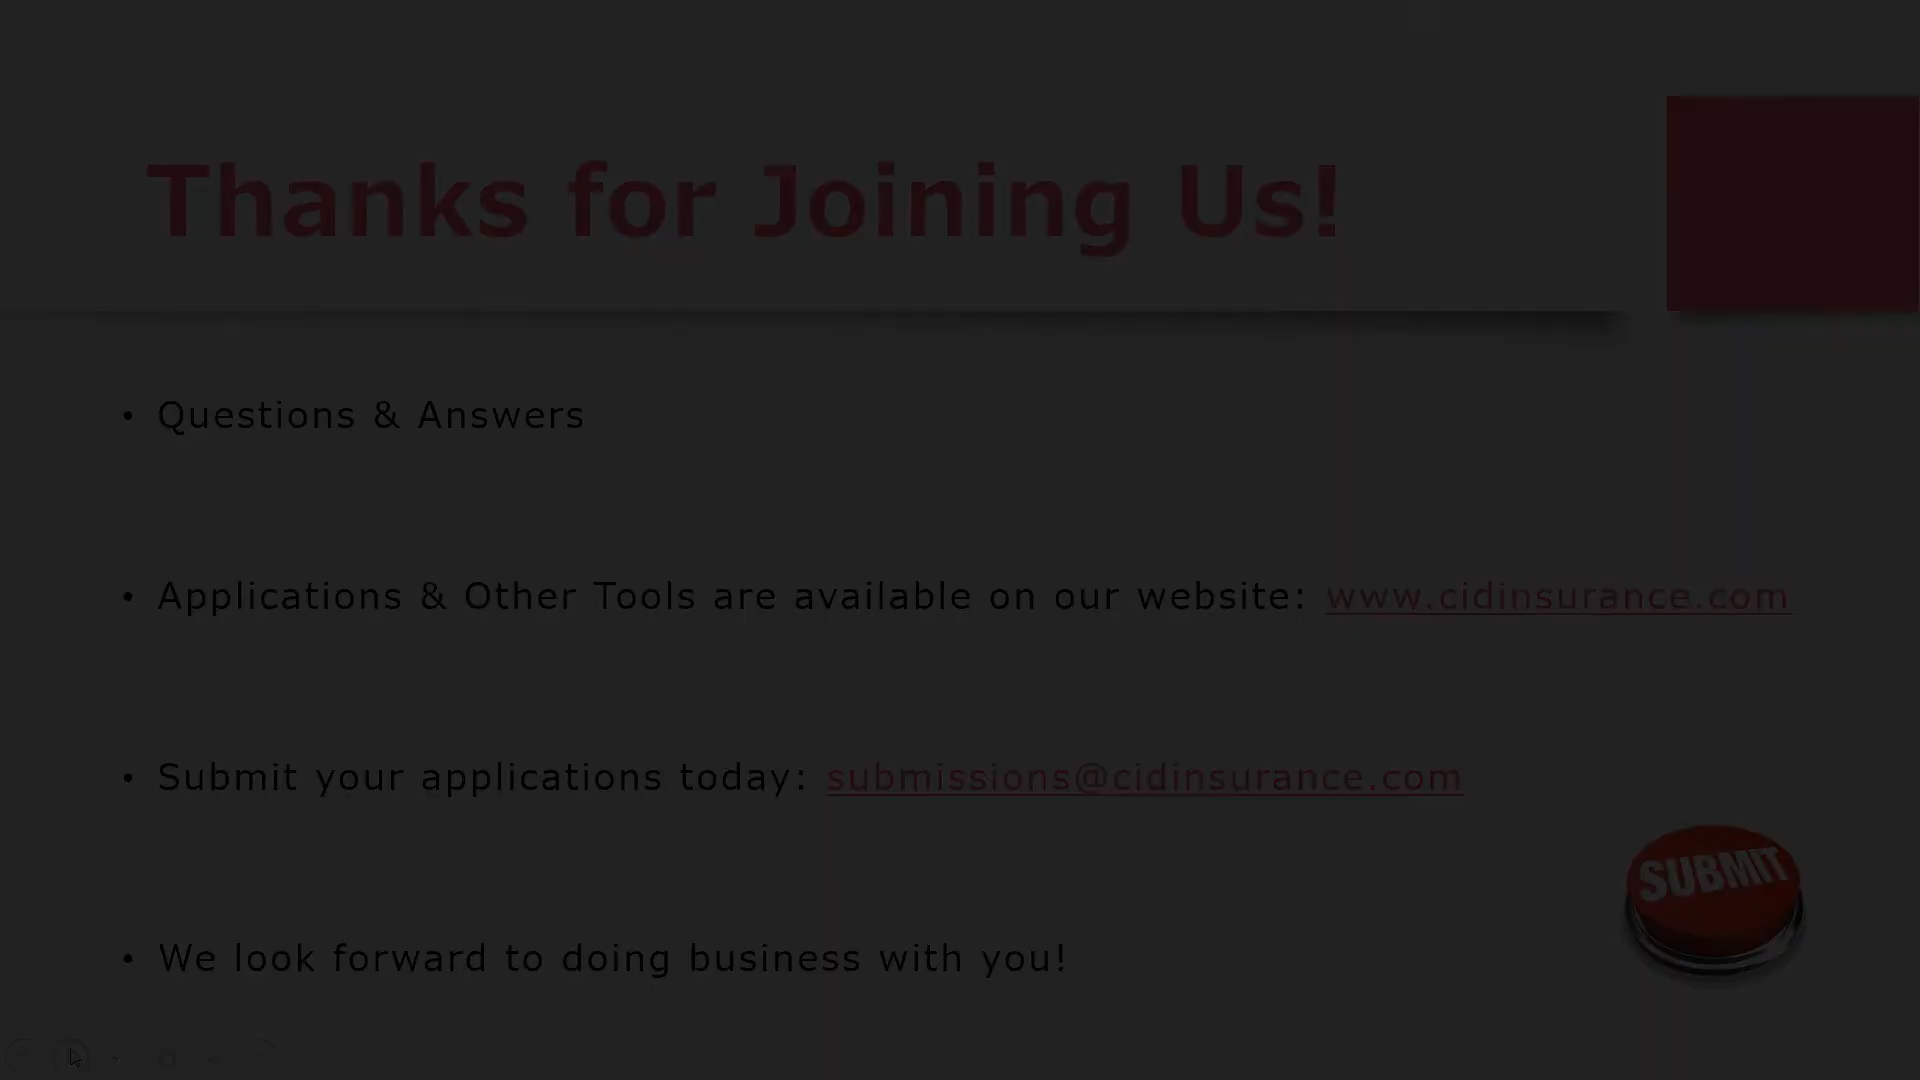 Thanks for Joining Us!
• Questions & Answers
• Applications & Other Tools are available on our website: www.cidinsurance.com
• Submit your applications today: submissions@cidinsurance.com
SUBMIT
• We look forward to doing business with you!